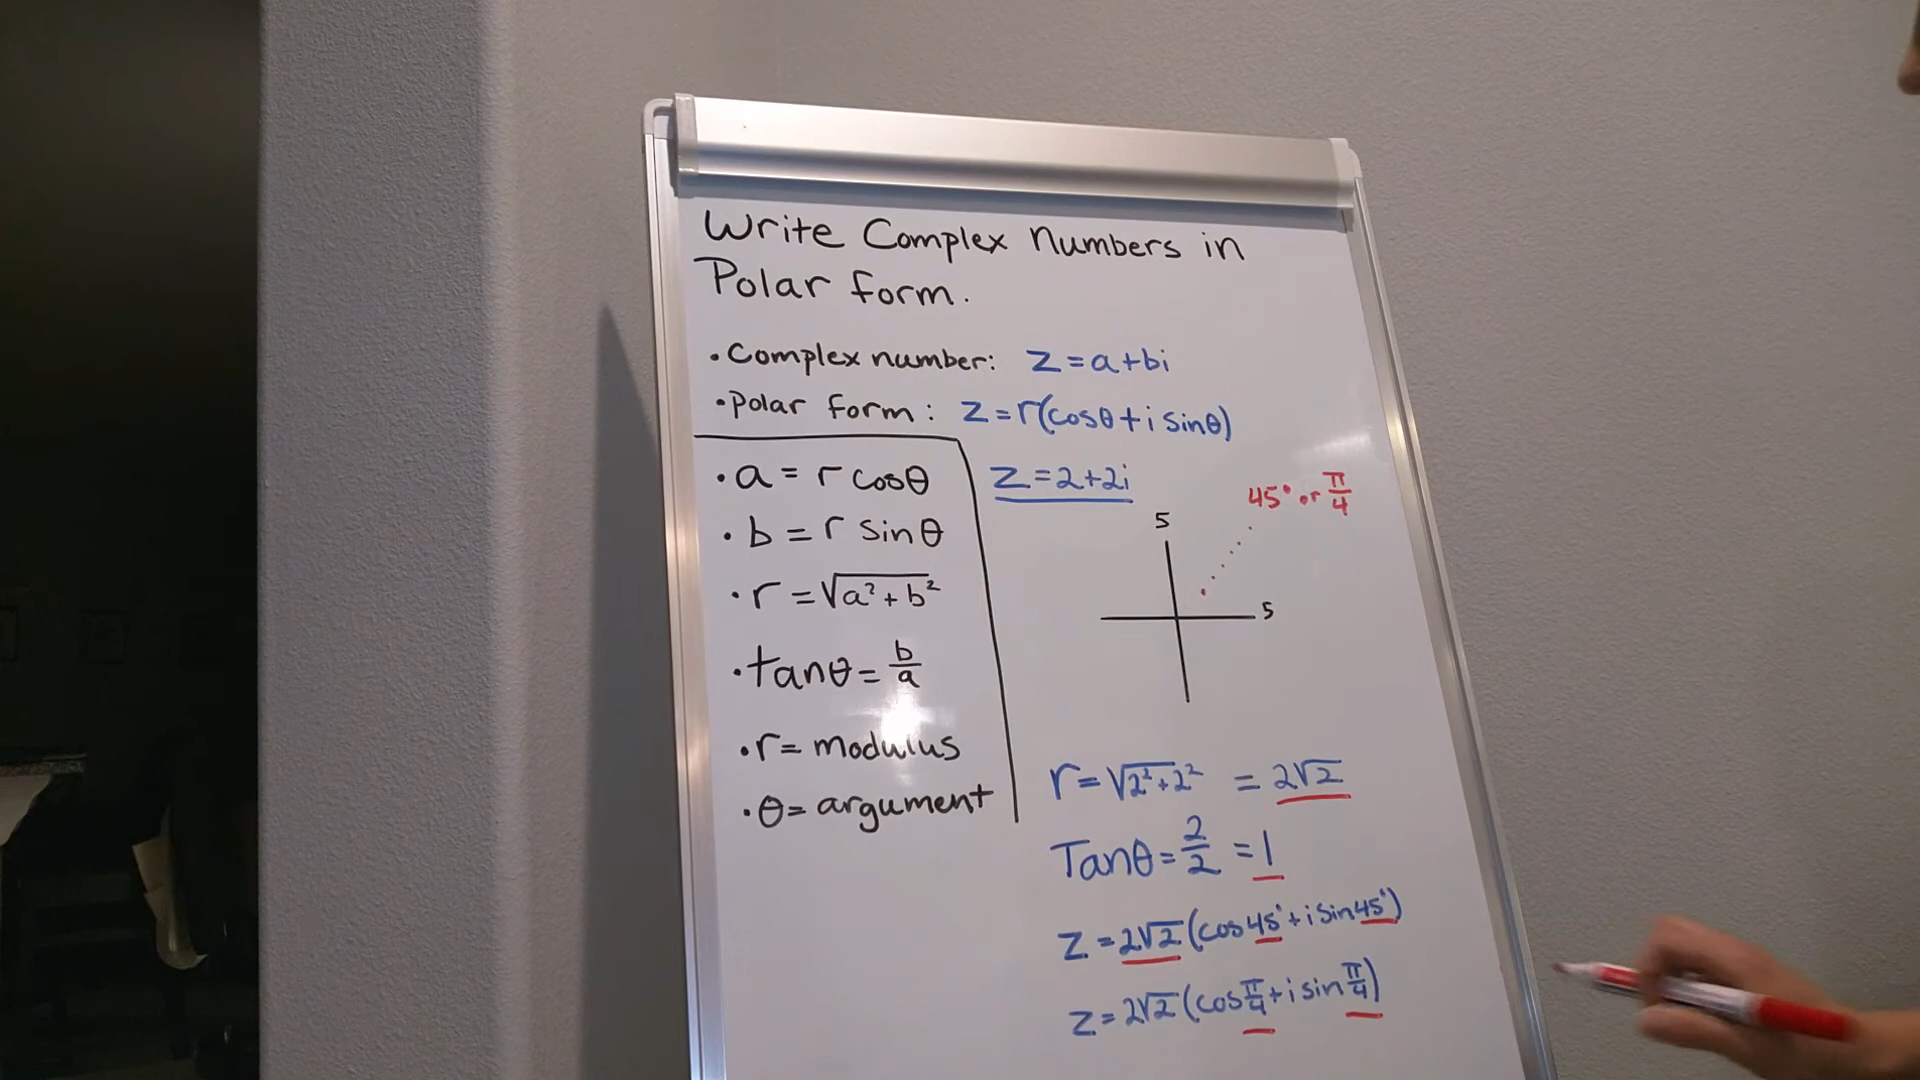 Write Complex Numbers in
Polar form.
• Complex number: z = a+bi
• Polar form: z = r(cosθ + i sinθ)
• a = r cosθ
• b = r sinθ
• r = √a² + b²
• tanθ = b/a
• r = modulus
• θ = argument
z = 2+2i
45° or π/4
5
5
r = √2² + 2² = 2√2
Tanθ = 2/2 = 1
z = 2√2 (cos45° + i sin45°)
z = 2√2 (cos π/4 + i sin π/4)